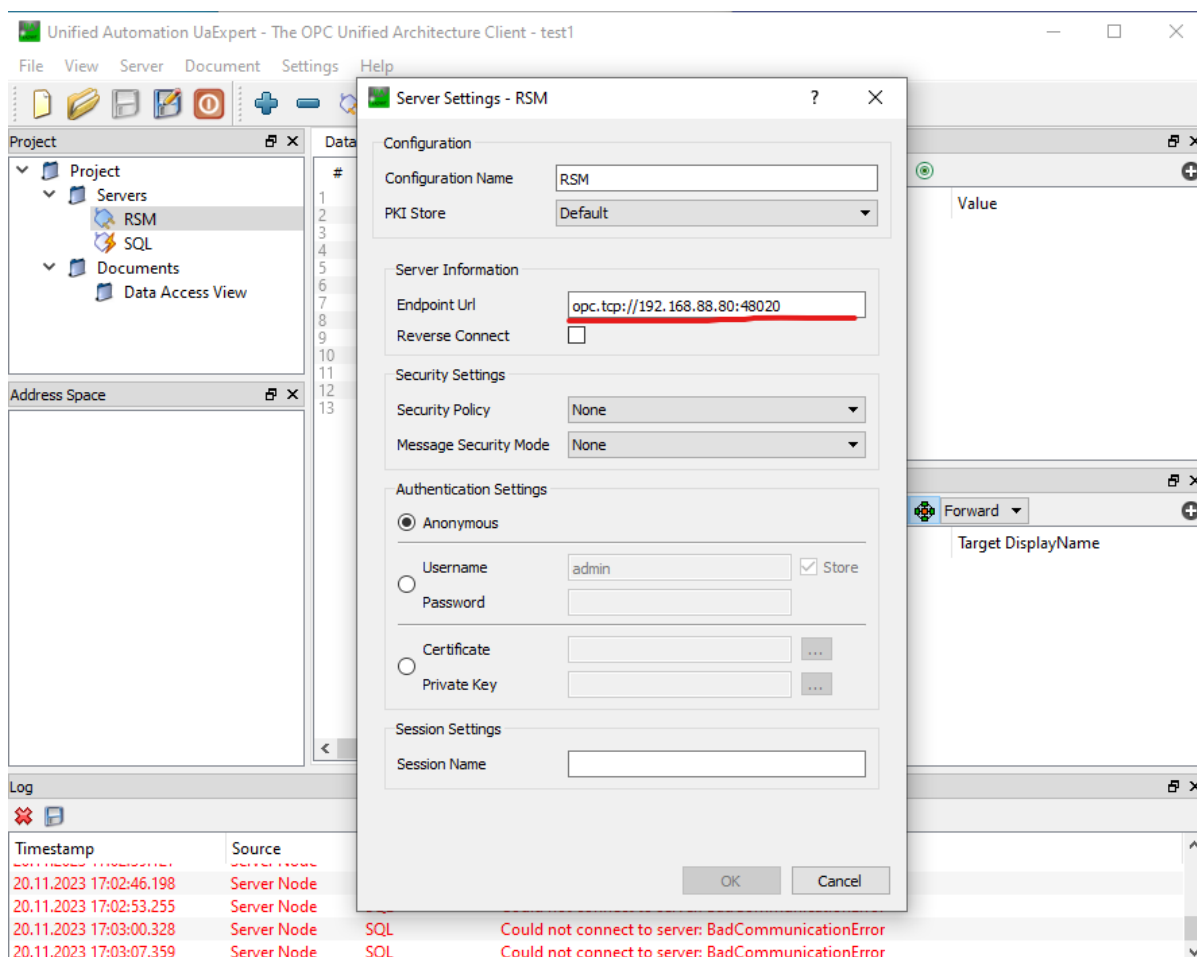 Unified Automation UaExpert - The OPC Unified Architecture Client - test1
File View Server Document Settings Help
Project
Project
Servers
RSM
SQL
Documents
Data Access View
Address Space
Data
#
1
2
3
4
5
6
7
8
9
10
11
12
13
Server Settings - RSM
?
Configuration
Configuration Name RSM
PKI Store Default
Server Information
Endpoint Url opc.tcp://192.168.88.80:48020
Reverse Connect
Security Settings
Security Policy None
Message Security Mode None
Authentication Settings
Anonymous
Username admin Store
Password
Certificate ...
Private Key ...
Session Settings
Session Name
OK Cancel
Value
Forward
Target DisplayName
Log
Timestamp Source
20.11.2023 17:02:46.198 Server Node
20.11.2023 17:02:53.255 Server Node
20.11.2023 17:03:00.328 Server Node SQL Could not connect to server: BadCommunicationError
20.11.2023 17:03:07.359 Server Node SQL Could not connect to server: BadCommunicationError